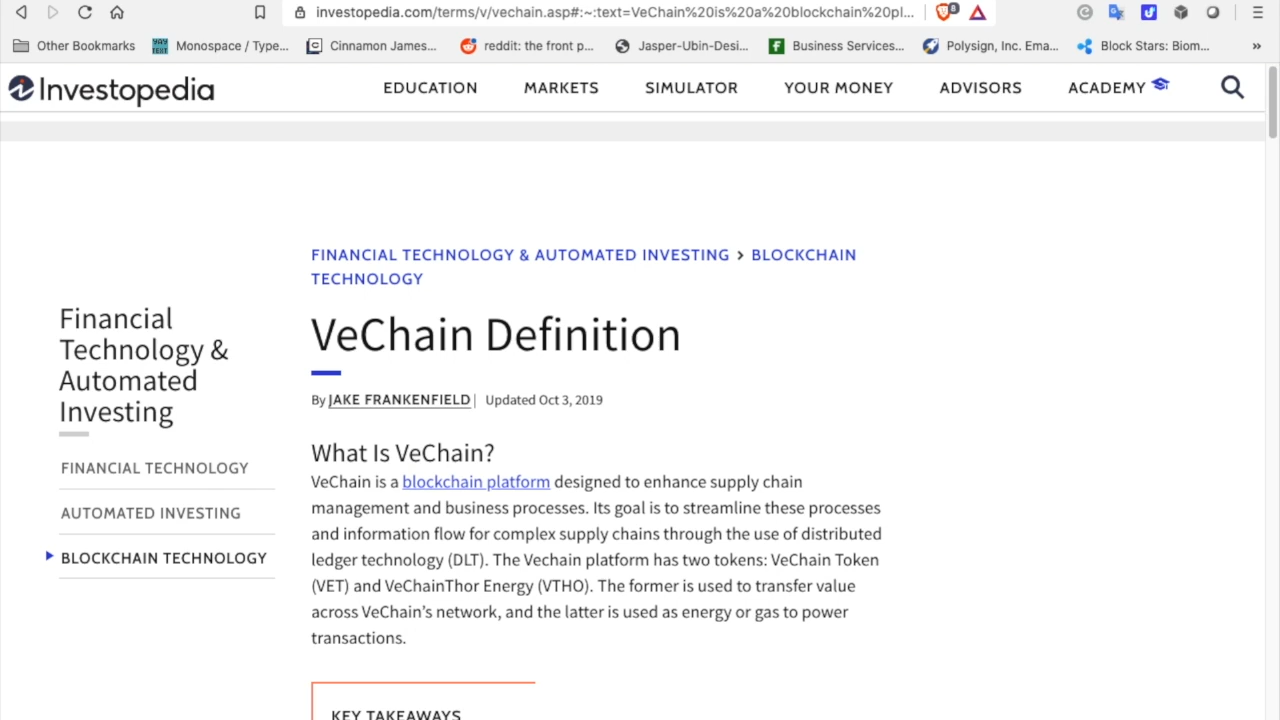 investopedia.com/terms/v/vechain.asp#:~:text=VeChain%20is%20a%20blockchain%20pl...
8
Other Bookmarks
YAY TEXT
Monospace / Type...
Cinnamon James...
reddit: the front p...
Jasper-Ubin-Desi...
Business Services...
Polysign, Inc. Ema...
Block Stars: Biom...
»
Investopedia
EDUCATION
MARKETS
SIMULATOR
YOUR MONEY
ADVISORS
ACADEMY
FINANCIAL TECHNOLOGY & AUTOMATED INVESTING > BLOCKCHAIN
TECHNOLOGY
Financial
Technology &
Automated
Investing
FINANCIAL TECHNOLOGY
AUTOMATED INVESTING
BLOCKCHAIN TECHNOLOGY
VeChain Definition
By JAKE FRANKENFIELD | Updated Oct 3, 2019
What Is VeChain?
VeChain is a blockchain platform designed to enhance supply chain
management and business processes. Its goal is to streamline these processes
and information flow for complex supply chains through the use of distributed
ledger technology (DLT). The Vechain platform has two tokens: VeChain Token
(VET) and VeChainThor Energy (VTHO). The former is used to transfer value
across VeChain's network, and the latter is used as energy or gas to power
transactions.
KEY TAKEAWAYS